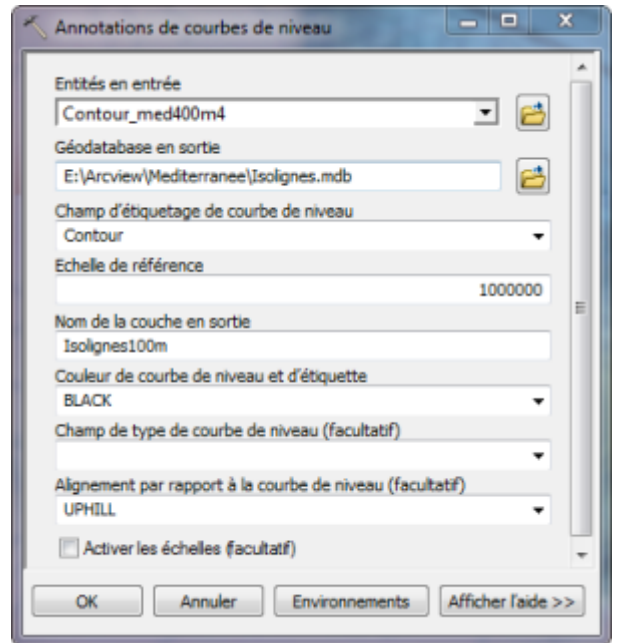 Annotations de courbes de niveau
Entités en entrée
Contour_med400m4
Géodatabase en sortie
E:\Arcview\Mediterranee\Isolignes.mdb
Champ d'étiquetage de courbe de niveau
Contour
Echelle de référence
1000000
Nom de la couche en sortie
Isolignes100m
Couleur de courbe de niveau et d'étiquette
BLACK
Champ de type de courbe de niveau (facultatif)
Alignement par rapport à la courbe de niveau (facultatif)
UPHILL
Activer les échelles (facultatif)
OK Annuler Environnements Afficher l'aide >>